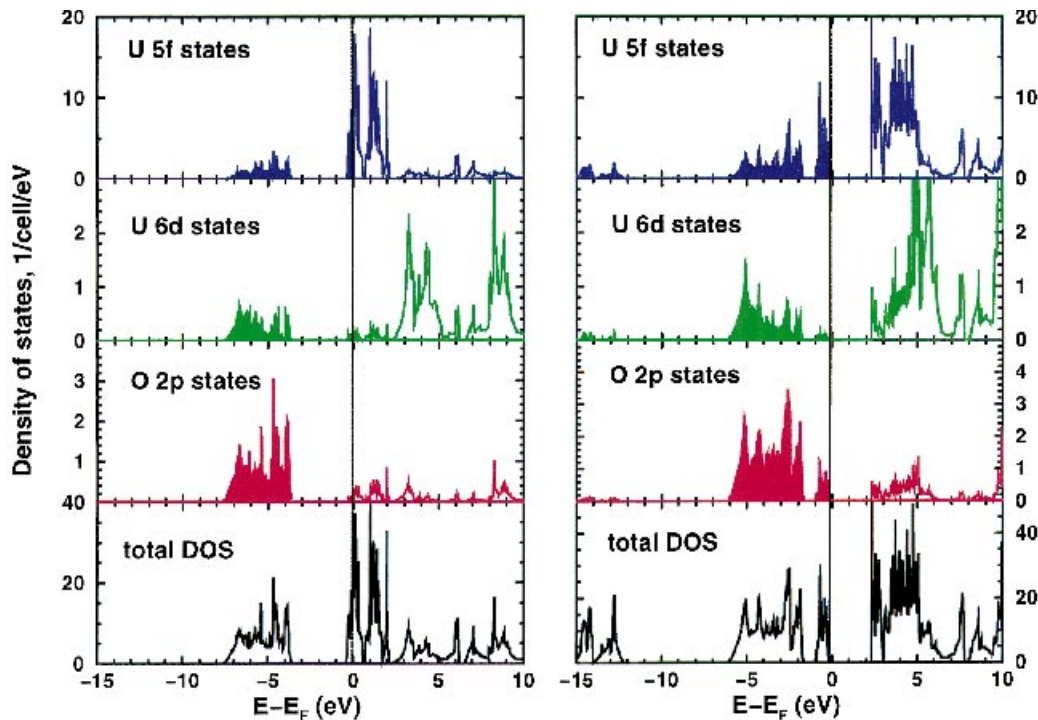 U 5f states
20
10
0
U 6d states
2
1
0
O 2p states
3
2
1
40
total DOS
20
0
−15 −10 −5 0 5 10
E−E_F (eV)
Density of states, 1/cell/eV
U 5f states
20
10
0
U 6d states
2
1
0
O 2p states
4
3
2
1
0
total DOS
40
20
0
−15 −10 −5 0 5 10
E−E_F (eV)